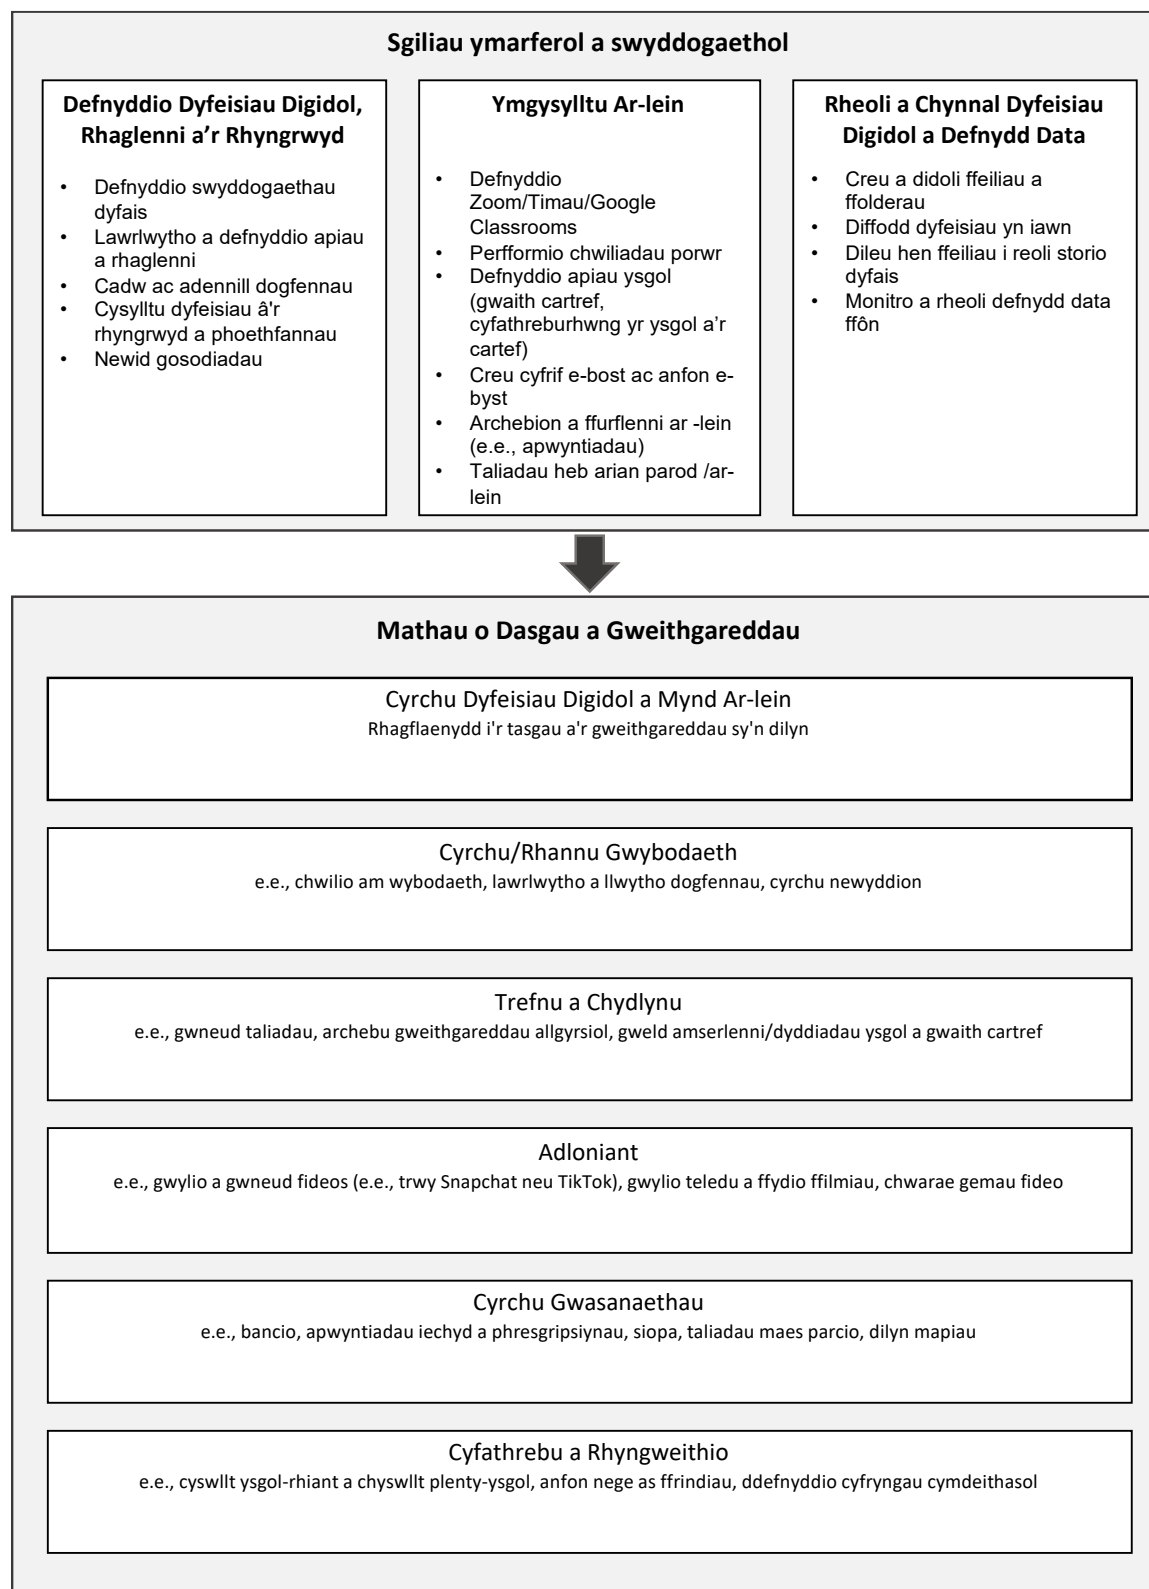 Sgiliau ymarferol a swyddogaethol
Defnyddio Dyfeisiau Digidol,
Rhaglenni a’r Rhyngrwyd
• Defnyddio swyddogaethau
dyfais
• Lawrlwytho a defnyddio apiau
a rhaglenni
• Cadw ac adennill dogfennau
• Cysylltu dyfeisiau â'r
rhyngrwyd a phoethfannau
• Newid gosodiadau
Ymgysylltu Ar-lein
• Defnyddio
Zoom/Timau/Google
Classrooms
• Perfformio chwiliadau porwr
• Defnyddio apiau ysgol
(gwaith cartref,
cyfathreburhwng yr ysgol a’r
cartef)
• Creu cyfrif e-bost ac anfon e-
byst
• Archebion a ffurflenni ar -lein
(e.e., apwyntiadau)
• Taliadau heb arian parod /ar-
lein
Rheoli a Chynnal Dyfeisiau
Digidol a Defnydd Data
• Creu a didoli ffeiliau a
ffolderau
• Diffodd dyfeisiau yn iawn
• Dileu hen ffeiliau i reoli storio
dyfais
• Monitro a rheoli defnydd data
ffôn
Mathau o Dasgau a Gweithgareddau
Cyrchu Dyfeisiau Digidol a Mynd Ar-lein
Rhagflaenydd i'r tasgau a'r gweithgareddau sy'n dilyn
Cyrchu/Rhannu Gwybodaeth
e.e., chwilio am wybodaeth, lawrlwytho a llwytho dogfennau, cyrchu newyddion
Trefnu a Chydlynu
e.e., gwneud taliadau, archebu gweithgareddau allgyrsiol, gweld amserlenni/dyddiadau ysgol a gwaith cartref
Adloniant
e.e., gwylio a gwneud fideos (e.e., trwy Snapchat neu TikTok), gwylio teledu a ffydio ffilmiau, chwarae gemau fideo
Cyrchu Gwasanaethau
e.e., bancio, apwyntiadau iechyd a phresgripsiynau, siopa, taliadau maes parcio, dilyn mapiau
Cyfathrebu a Rhyngweithio
e.e., cyswllt ysgol-rhiant a chyswllt plenty-ysgol, anfon nege as ffrindiau, ddefnyddio cyfryngau cymdeithasol